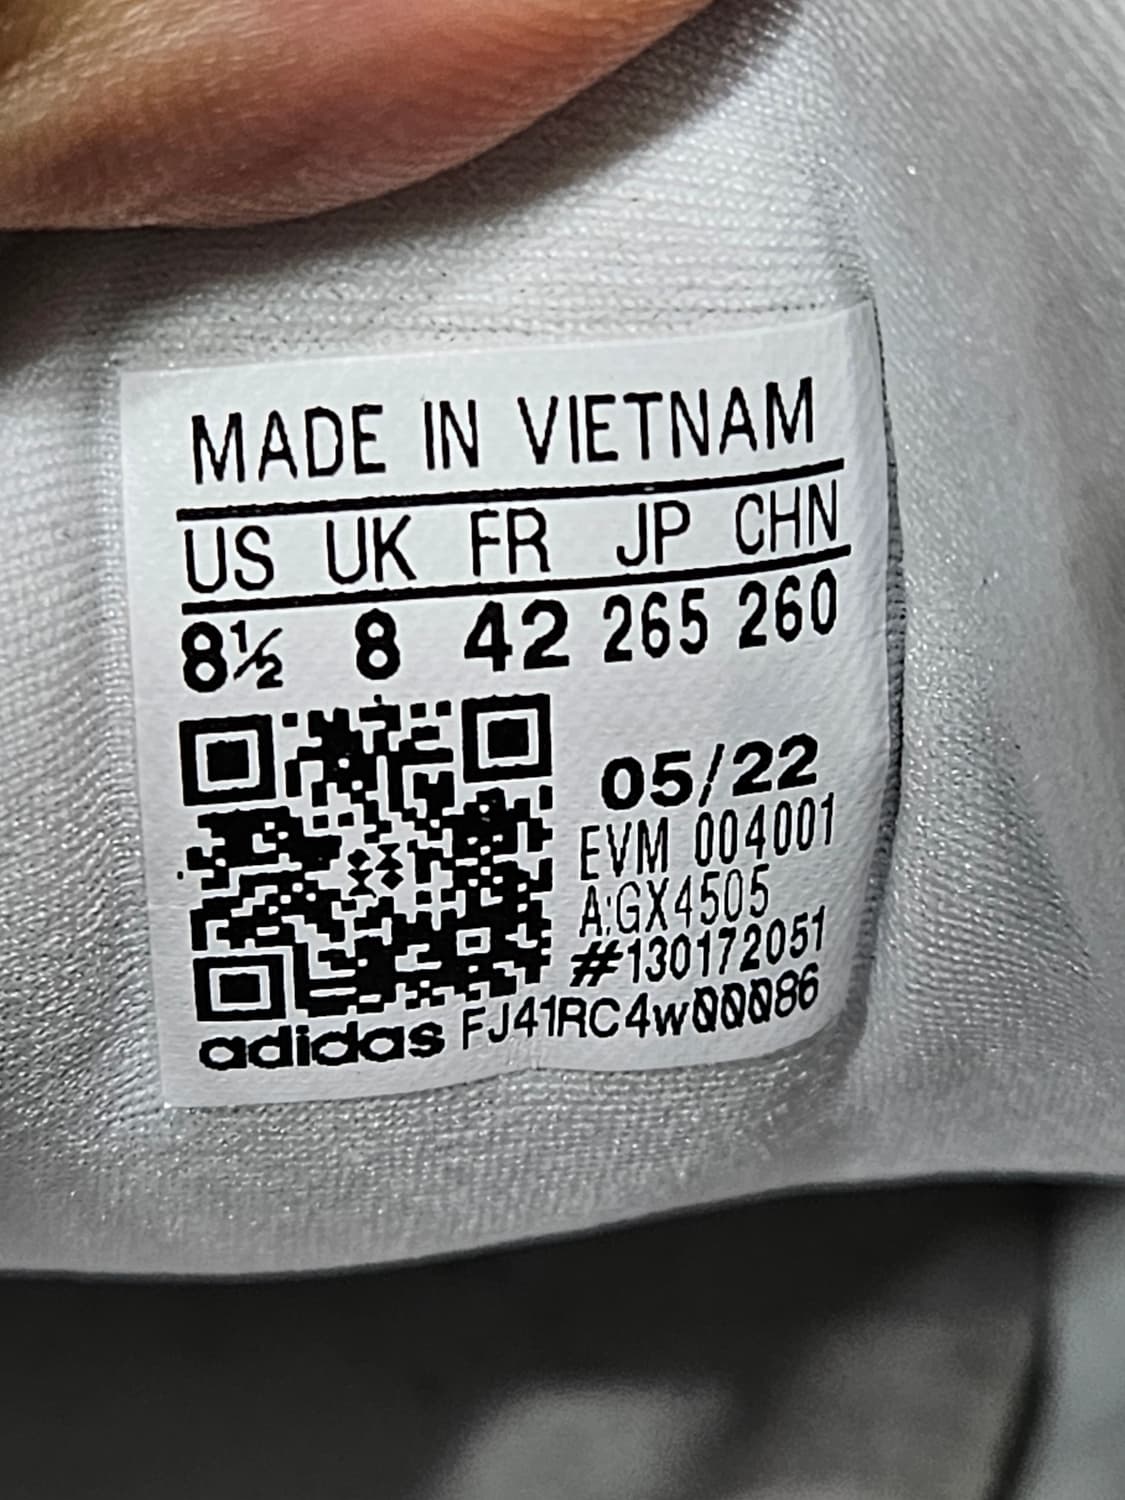 MADE IN VIETNAM
US UK FR JP CHN
8½ 8 42 265 260
05/22
EVM 004001
A:GX4505
#130172051
adidas FJ41RC4w00086